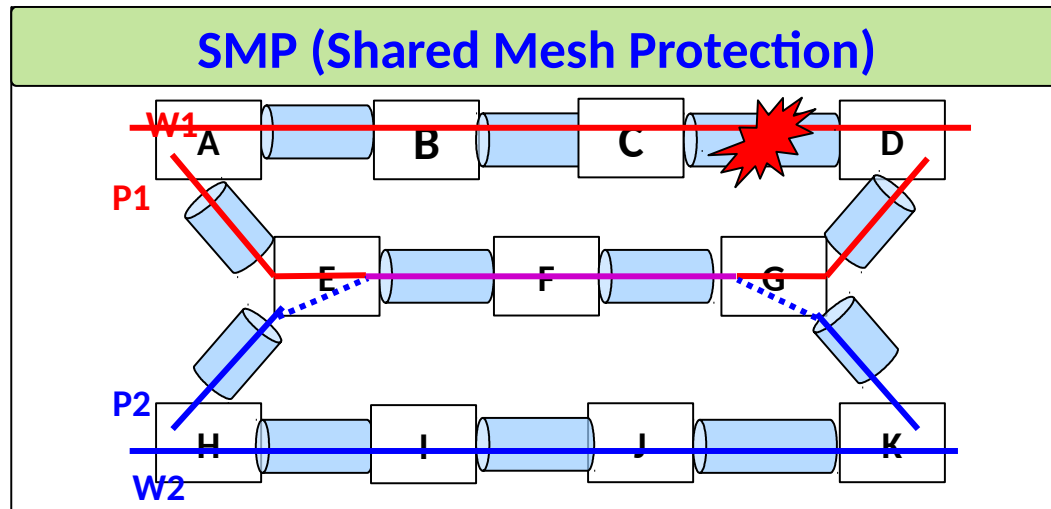 SMP (Shared Mesh Protection)
W1
A
B
C
D
P1
E
F
G
P2
H
I
J
K
W2